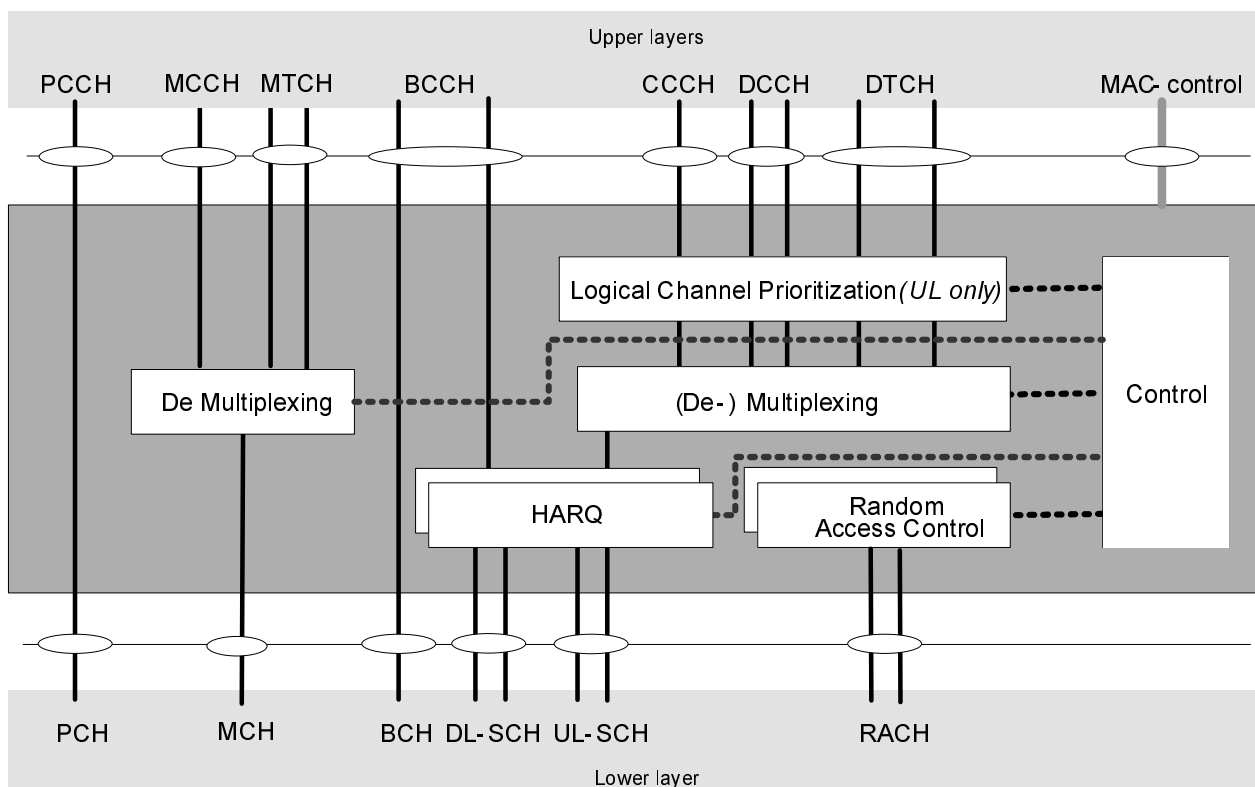 Upper layers
PCCH MCCH MTCH BCCH CCCH DCCH DTCH MAC- control
Logical Channel Prioritization (UL only)
De Multiplexing
(De- ) Multiplexing
Control
HARQ
Random
Access Control
PCH MCH BCH DL- SCH UL- SCH RACH
Lower layer